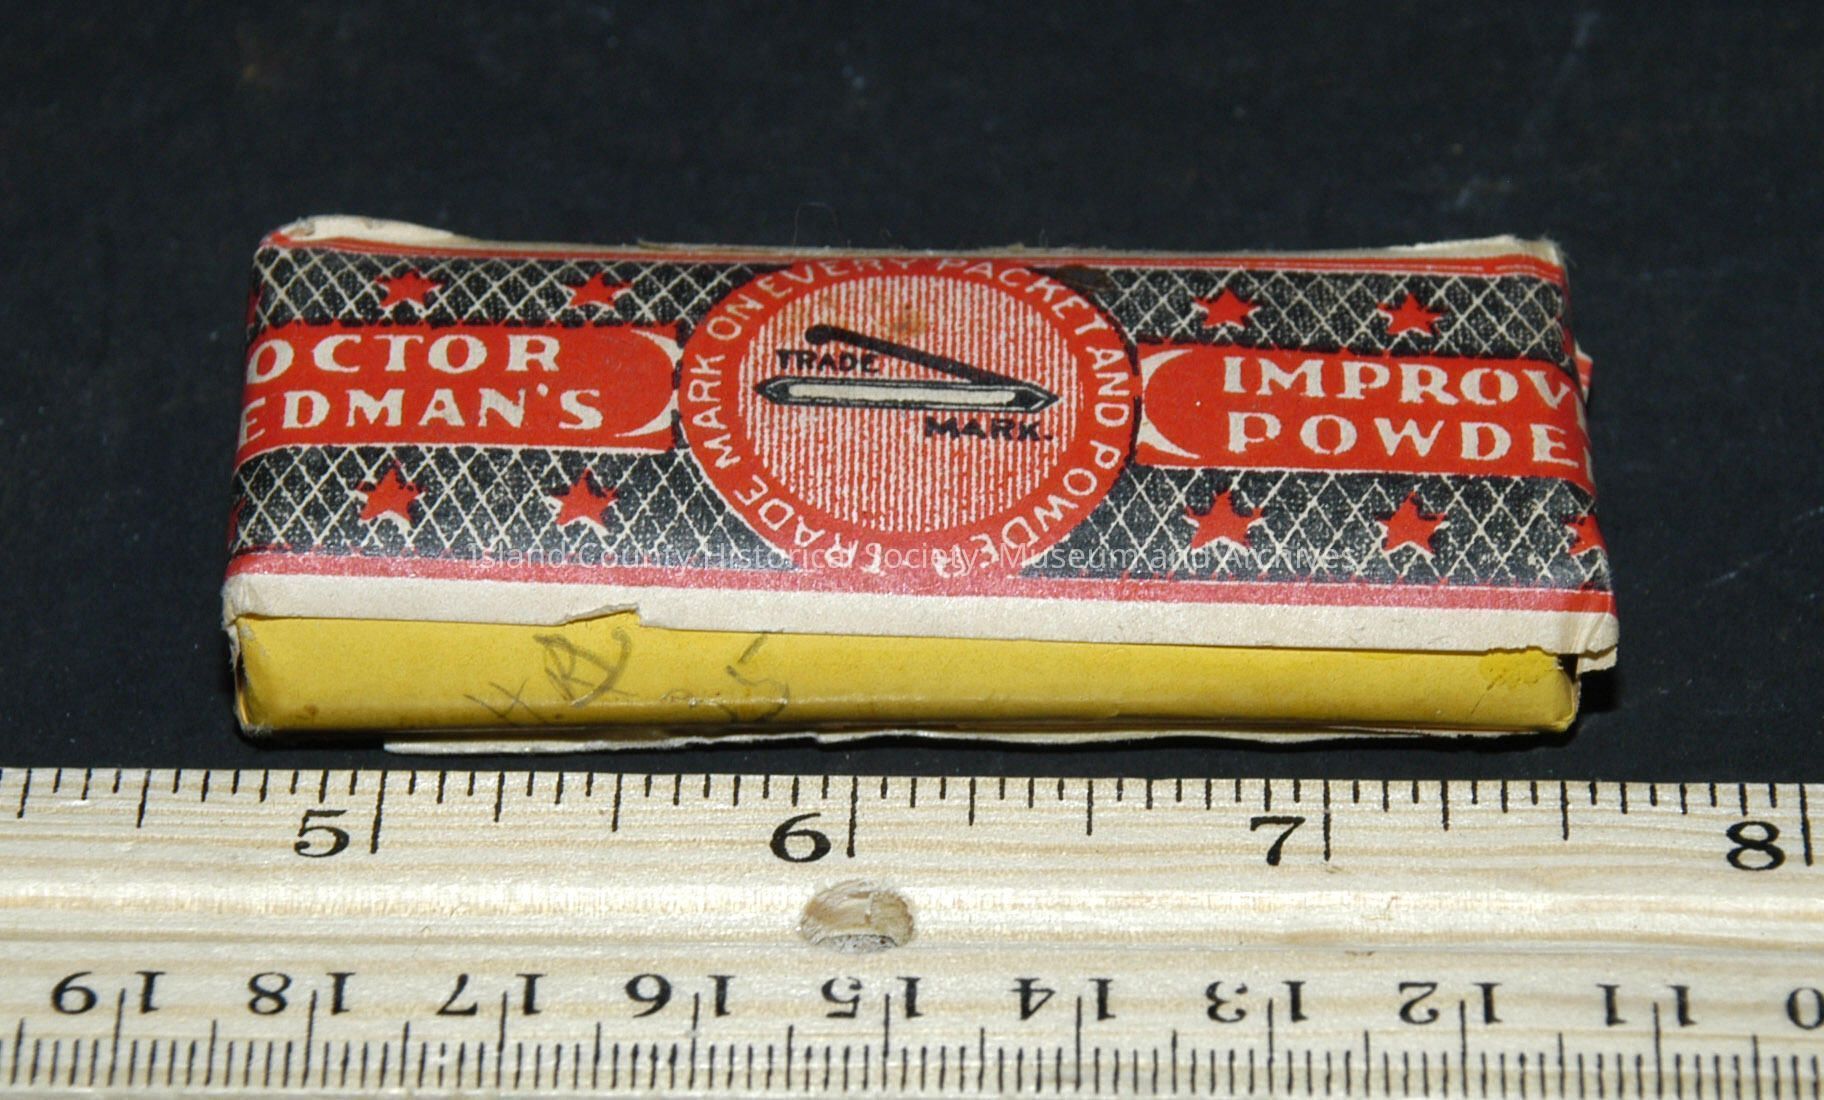 OCTOR
EDMAN'S
TRADE MARK ON EVERY PACKET AND POWDER
TRADE
MARK.
IMPROV
POWDE
Island County Historical Society: Museum and Archives
5 6 7 8
19 18 17 16 15 14 13 12 11 0